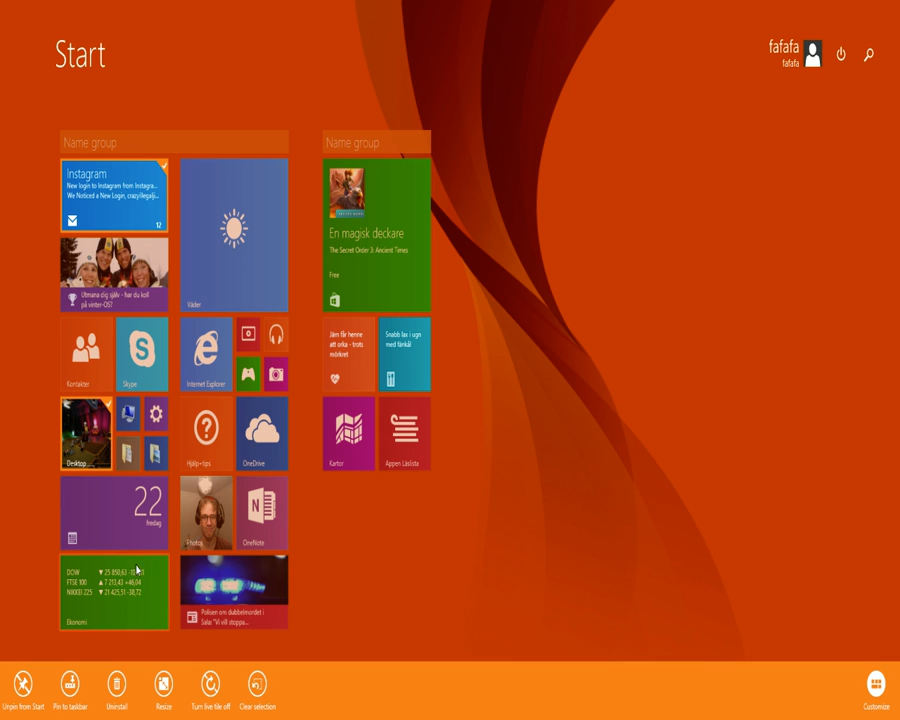 Start
fafafa
fafafa
Name group
Name group
Instagram
New login to Instagram from Instagra...
We Noticed a New Login, crazyillegalj...
12
Väder
En magisk deckare
The Secret Order 3: Ancient Times
Free
Utmana dig själv - har du koll
på vinter-OS?
Kontakter
Skype
Internet Explorer
Järn får henne
att orka - trots
mörkret
Snabb lax i ugn
med fänkål
Desktop
Hjälp+tips
OneDrive
Kartor
Appen Läslista
22
fredag
Photos
OneNote
DOW ▼ 25 850,63
FTSE 100 ▲ 7 213,43 +46,04
NIKKEI 225 ▼ 21 425,51 -38,72
Ekonomi
Polisen om dubbelmordet i
Sala: "Vi vill stoppa...
Unpin from Start
Pin to taskbar
Uninstall
Resize
Turn live tile off
Clear selection
Customize